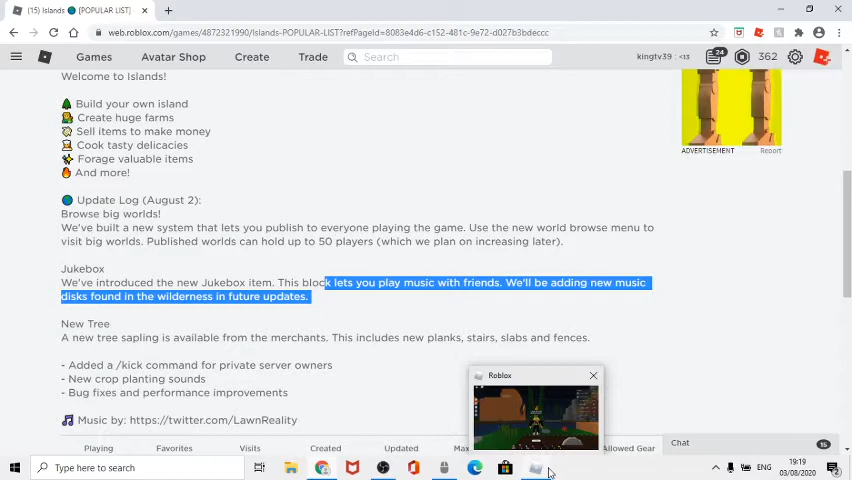 (15) Islands 🌏 [POPULAR LIST]
web.roblox.com/games/4872321990/Islands-POPULAR-LIST?refPageId=8083e4d6-c152-481c-9e72-d027b3bdeccc
Games Avatar Shop Create Trade Search kingtv39 : <13 24 362
Welcome to Islands!
Build your own island
Create huge farms
Sell items to make money
Cook tasty delicacies
Forage valuable items
And more!
ADVERTISEMENT Report
Update Log (August 2):
Browse big worlds!
We've built a new system that lets you publish to everyone playing the game. Use the new world browse menu to
visit big worlds. Published worlds can hold up to 50 players (which we plan on increasing later).
Jukebox
We've introduced the new Jukebox item. This block lets you play music with friends. We'll be adding new music
disks found in the wilderness in future updates.
New Tree
A new tree sapling is available from the merchants. This includes new planks, stairs, slabs and fences.
- Added a /kick command for private server owners
- New crop planting sounds
- Bug fixes and performance improvements
Roblox
Music by: https://twitter.com/LawnReality
Chat 15
Playing Favorites Visits Created Updated Max Allowed Gear
Type here to search
ENG
19:19
03/08/2020
2